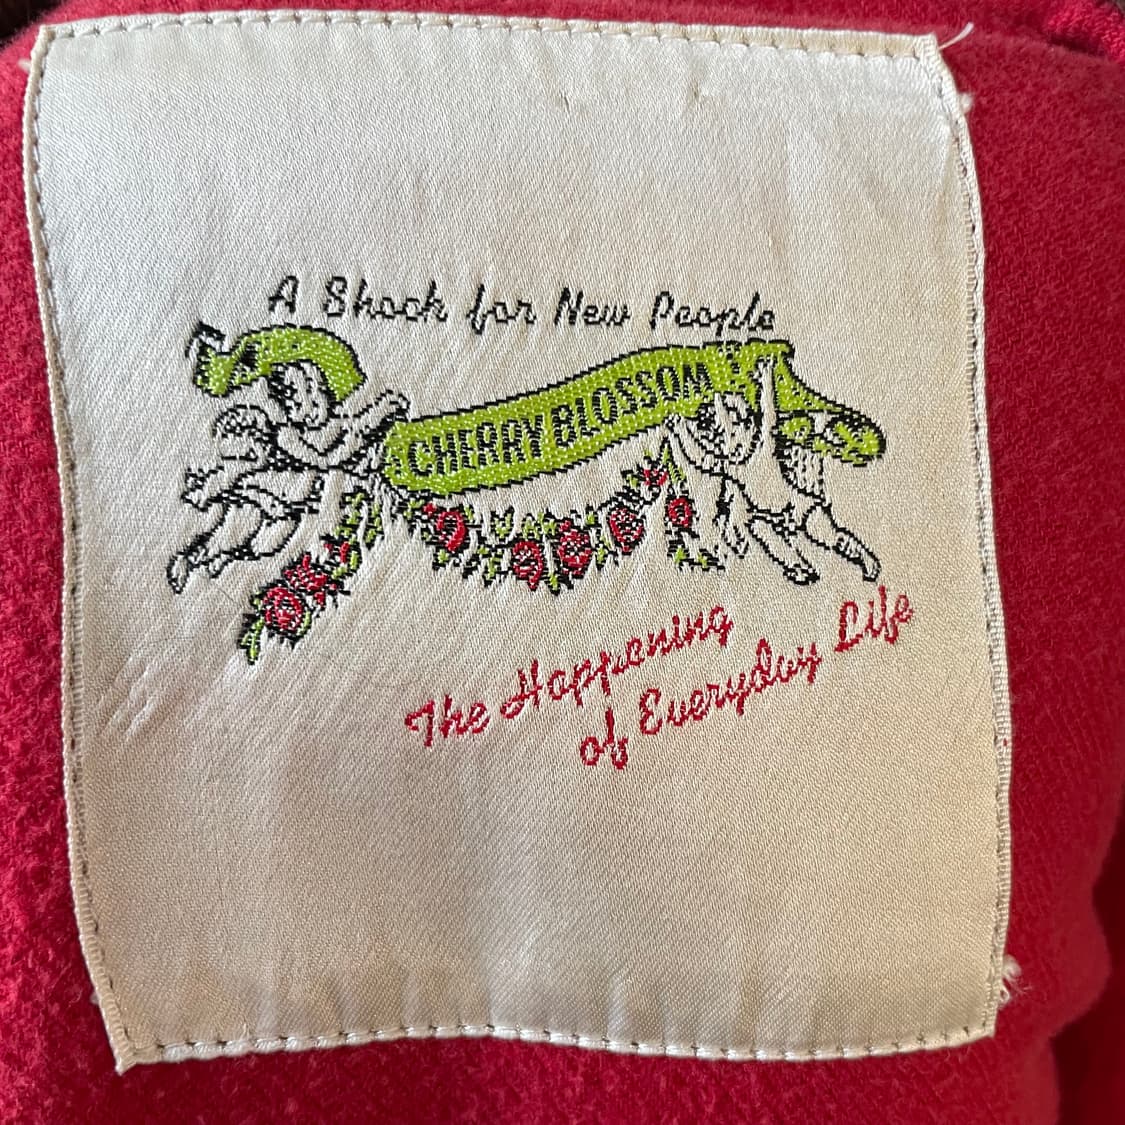 A Shock for New People
CHERRY BLOSSOM
The Happening
of Everyday Life